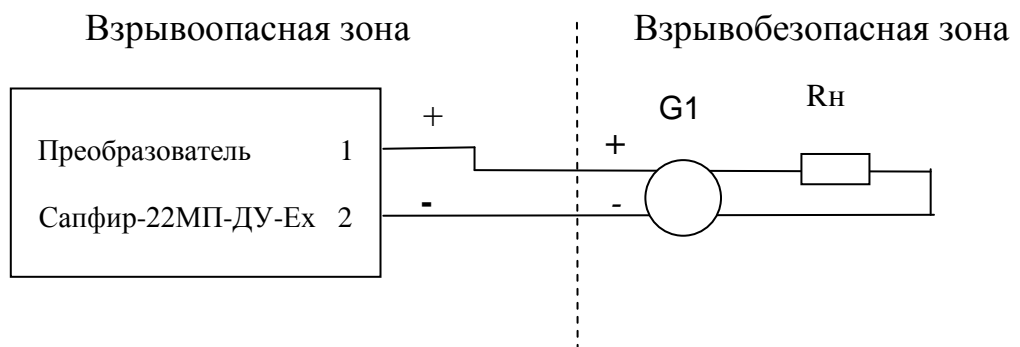 Взрывоопасная зона
Взрывобезопасная зона
Преобразователь 1
Сапфир-22МП-ДУ-Ex 2
+
-
+
-
G1
Rн